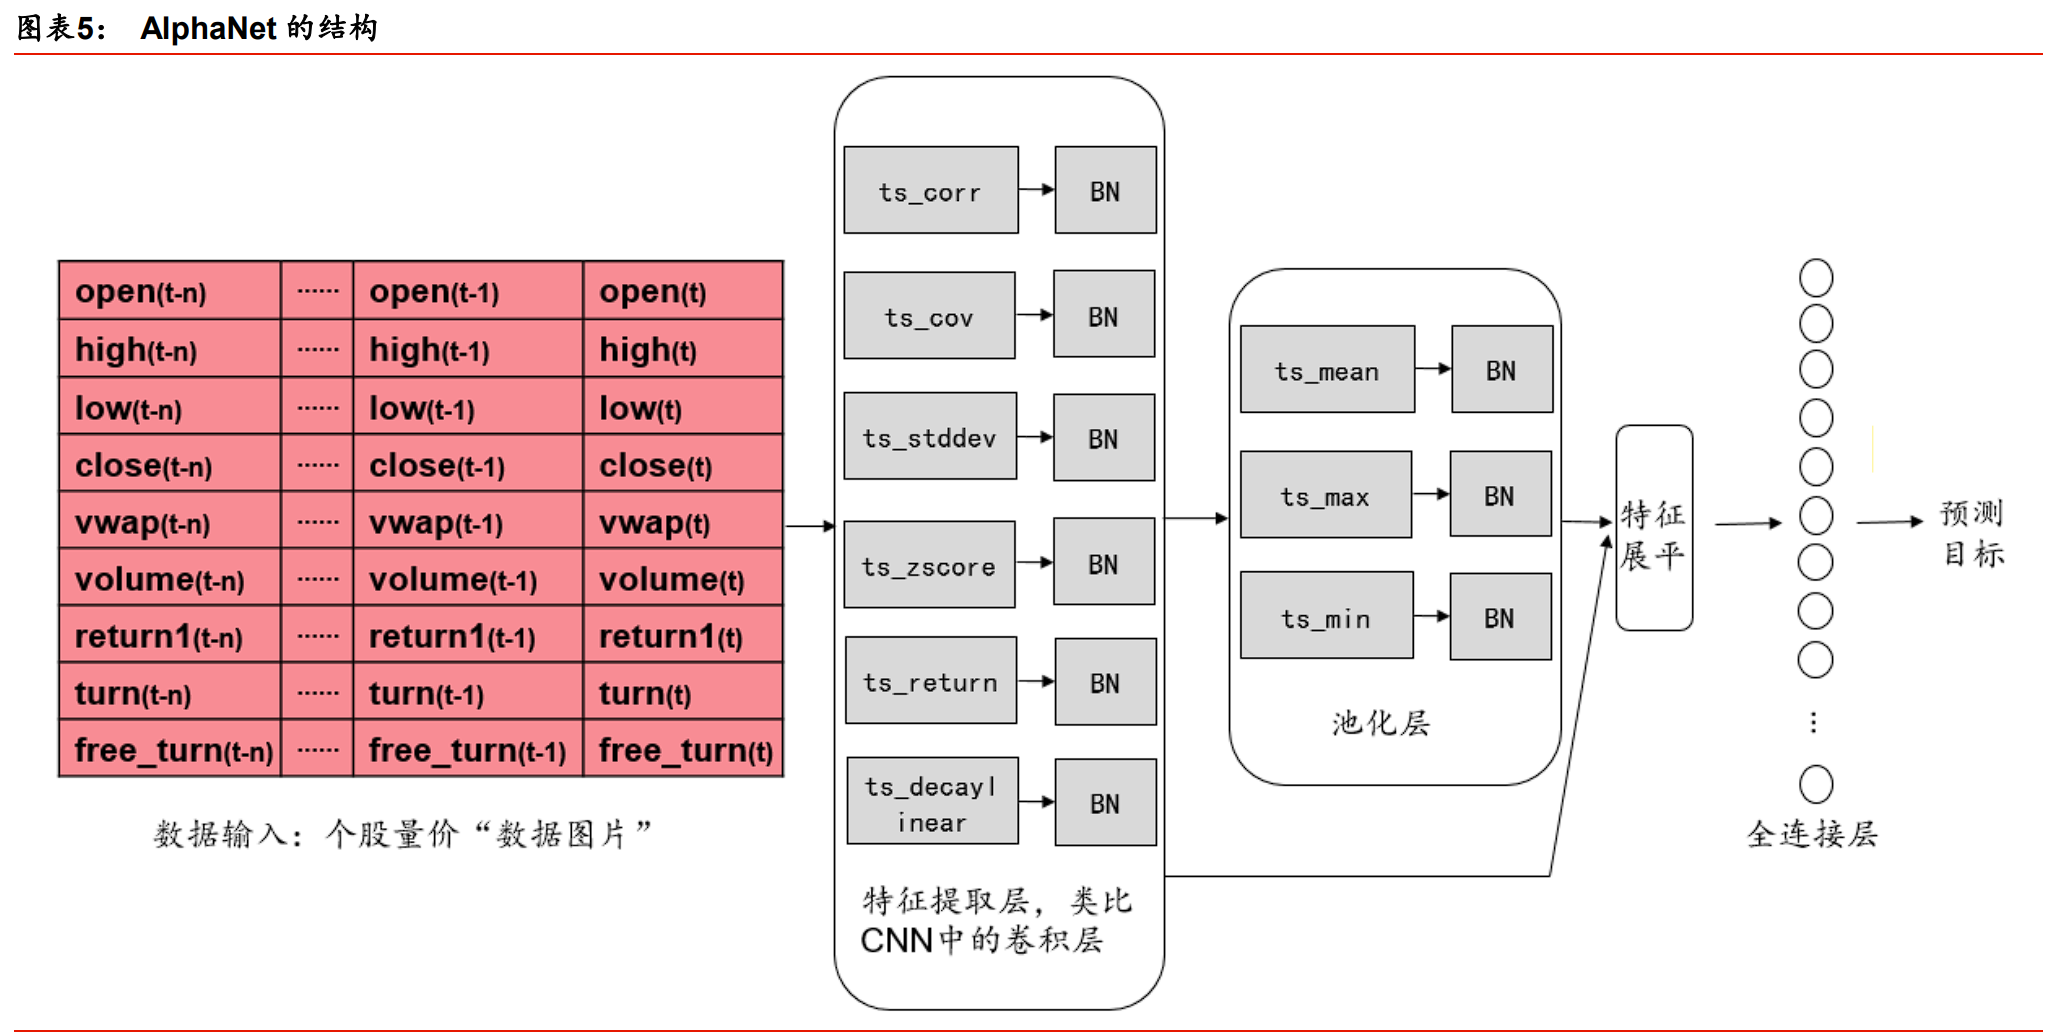 图表5： AlphaNet 的结构
open(t-n) ······ open(t-1) open(t)
high(t-n) ······ high(t-1) high(t)
low(t-n) ······ low(t-1) low(t)
close(t-n) ······ close(t-1) close(t)
vwap(t-n) ······ vwap(t-1) vwap(t)
volume(t-n) ······ volume(t-1) volume(t)
return1(t-n) ······ return1(t-1) return1(t)
turn(t-n) ······ turn(t-1) turn(t)
free_turn(t-n) ······ free_turn(t-1) free_turn(t)
数据输入：个股量价“数据图片”
ts_corr BN
ts_cov BN
ts_stddev BN
ts_zscore BN
ts_return BN
ts_decayl
inear
BN
特征提取层，类比
CNN中的卷积层
ts_mean BN
ts_max BN
ts_min BN
池化层
特征
展平
⋮
全连接层
预测
目标